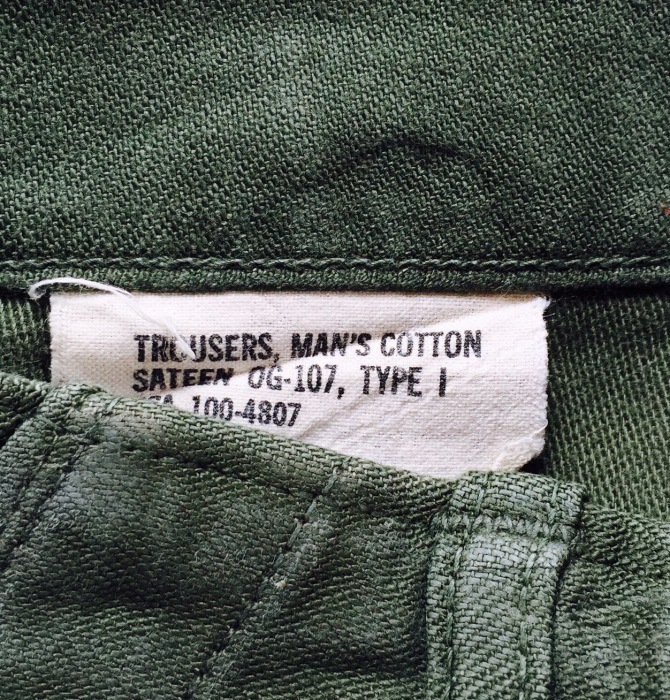 TROUSERS, MAN'S COTTON
SATEEN OG-107, TYPE I
100-4807